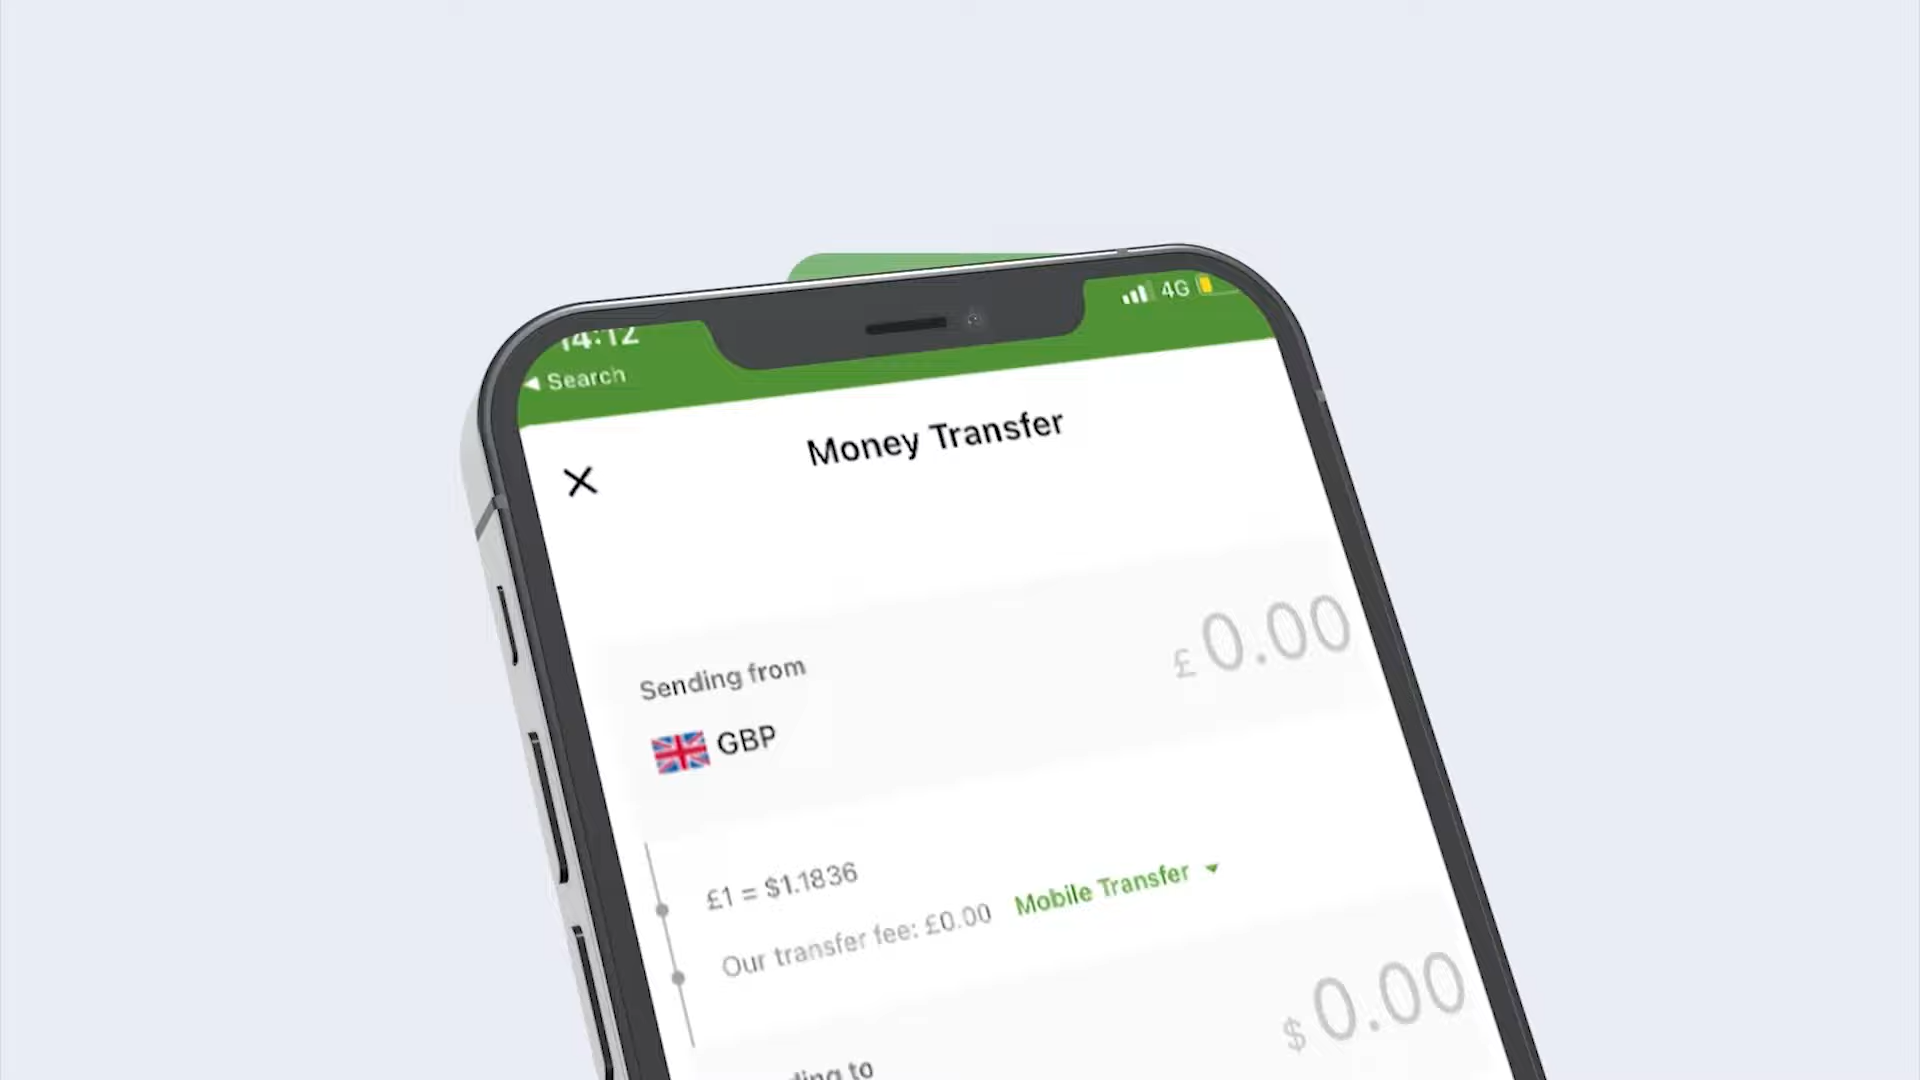 14:12
4G
Search
Money Transfer
Sending from
£ 0.00
GBP
£1 = $1.1836
Our transfer fee: £0.00 Mobile Transfer
$ 0.00
to